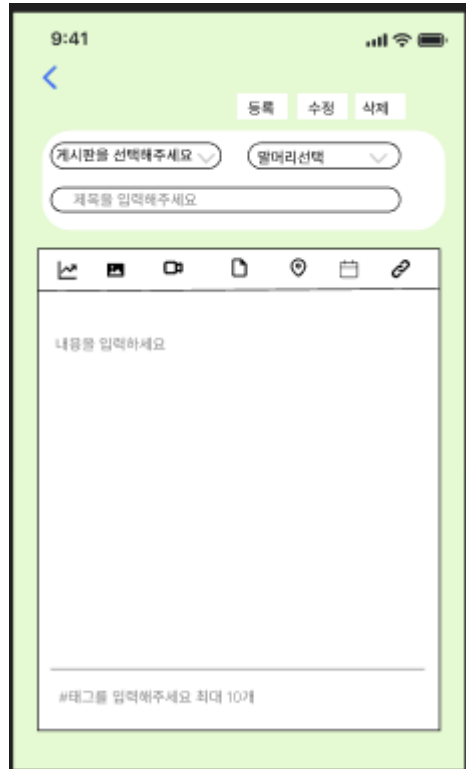 9:41
등록 수정 삭제
게시판을 선택해주세요 말머리선택
제목을 입력해주세요
내용을 입력하세요
#태그를 입력해주세요 최대 10개